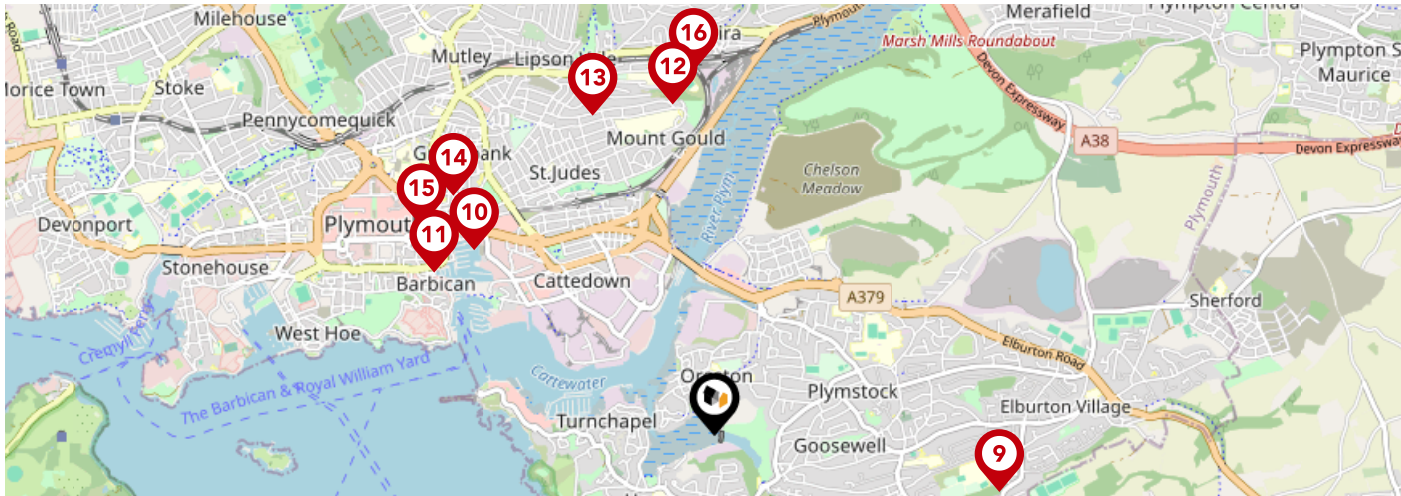 Milehouse
Plymouth
Merafield
Plympton Central
Road
16
Mutley
Lipson
12
Marsh Mills Roundabout
Plympton S
Maurice
13
Morice Town
Stoke
Devon Expressway
Pennycomequick
Mount Gould
A38
Devon Expressway
14
St.Judes
Chelson
Meadow
15
Plymouth
10
River Plym
Devonport
11
Stonehouse
Barbican
Cattedown
A379
Sherford
West Hoe
Cremyll Ferry
Elburton Road
The Barbican & Royal William Yard
Cattewater
Plymstock
Elburton Village
Turnchapel
Goosewell
9